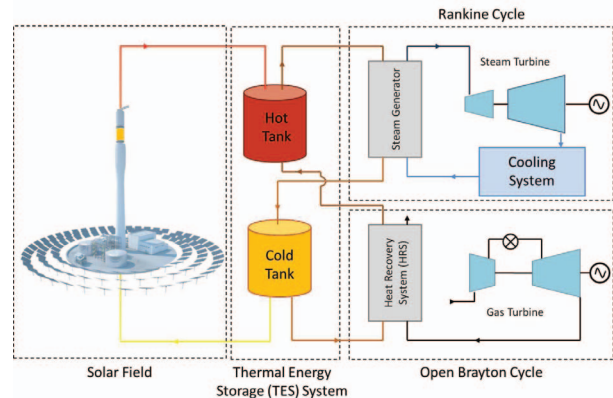 Rankine Cycle
Steam Turbine
Steam Generator
Hot
Tank
Cooling
System
Cold
Tank
Heat Recovery
System (HRS)
Gas Turbine
Solar Field
Thermal Energy
Storage (TES) System
Open Brayton Cycle